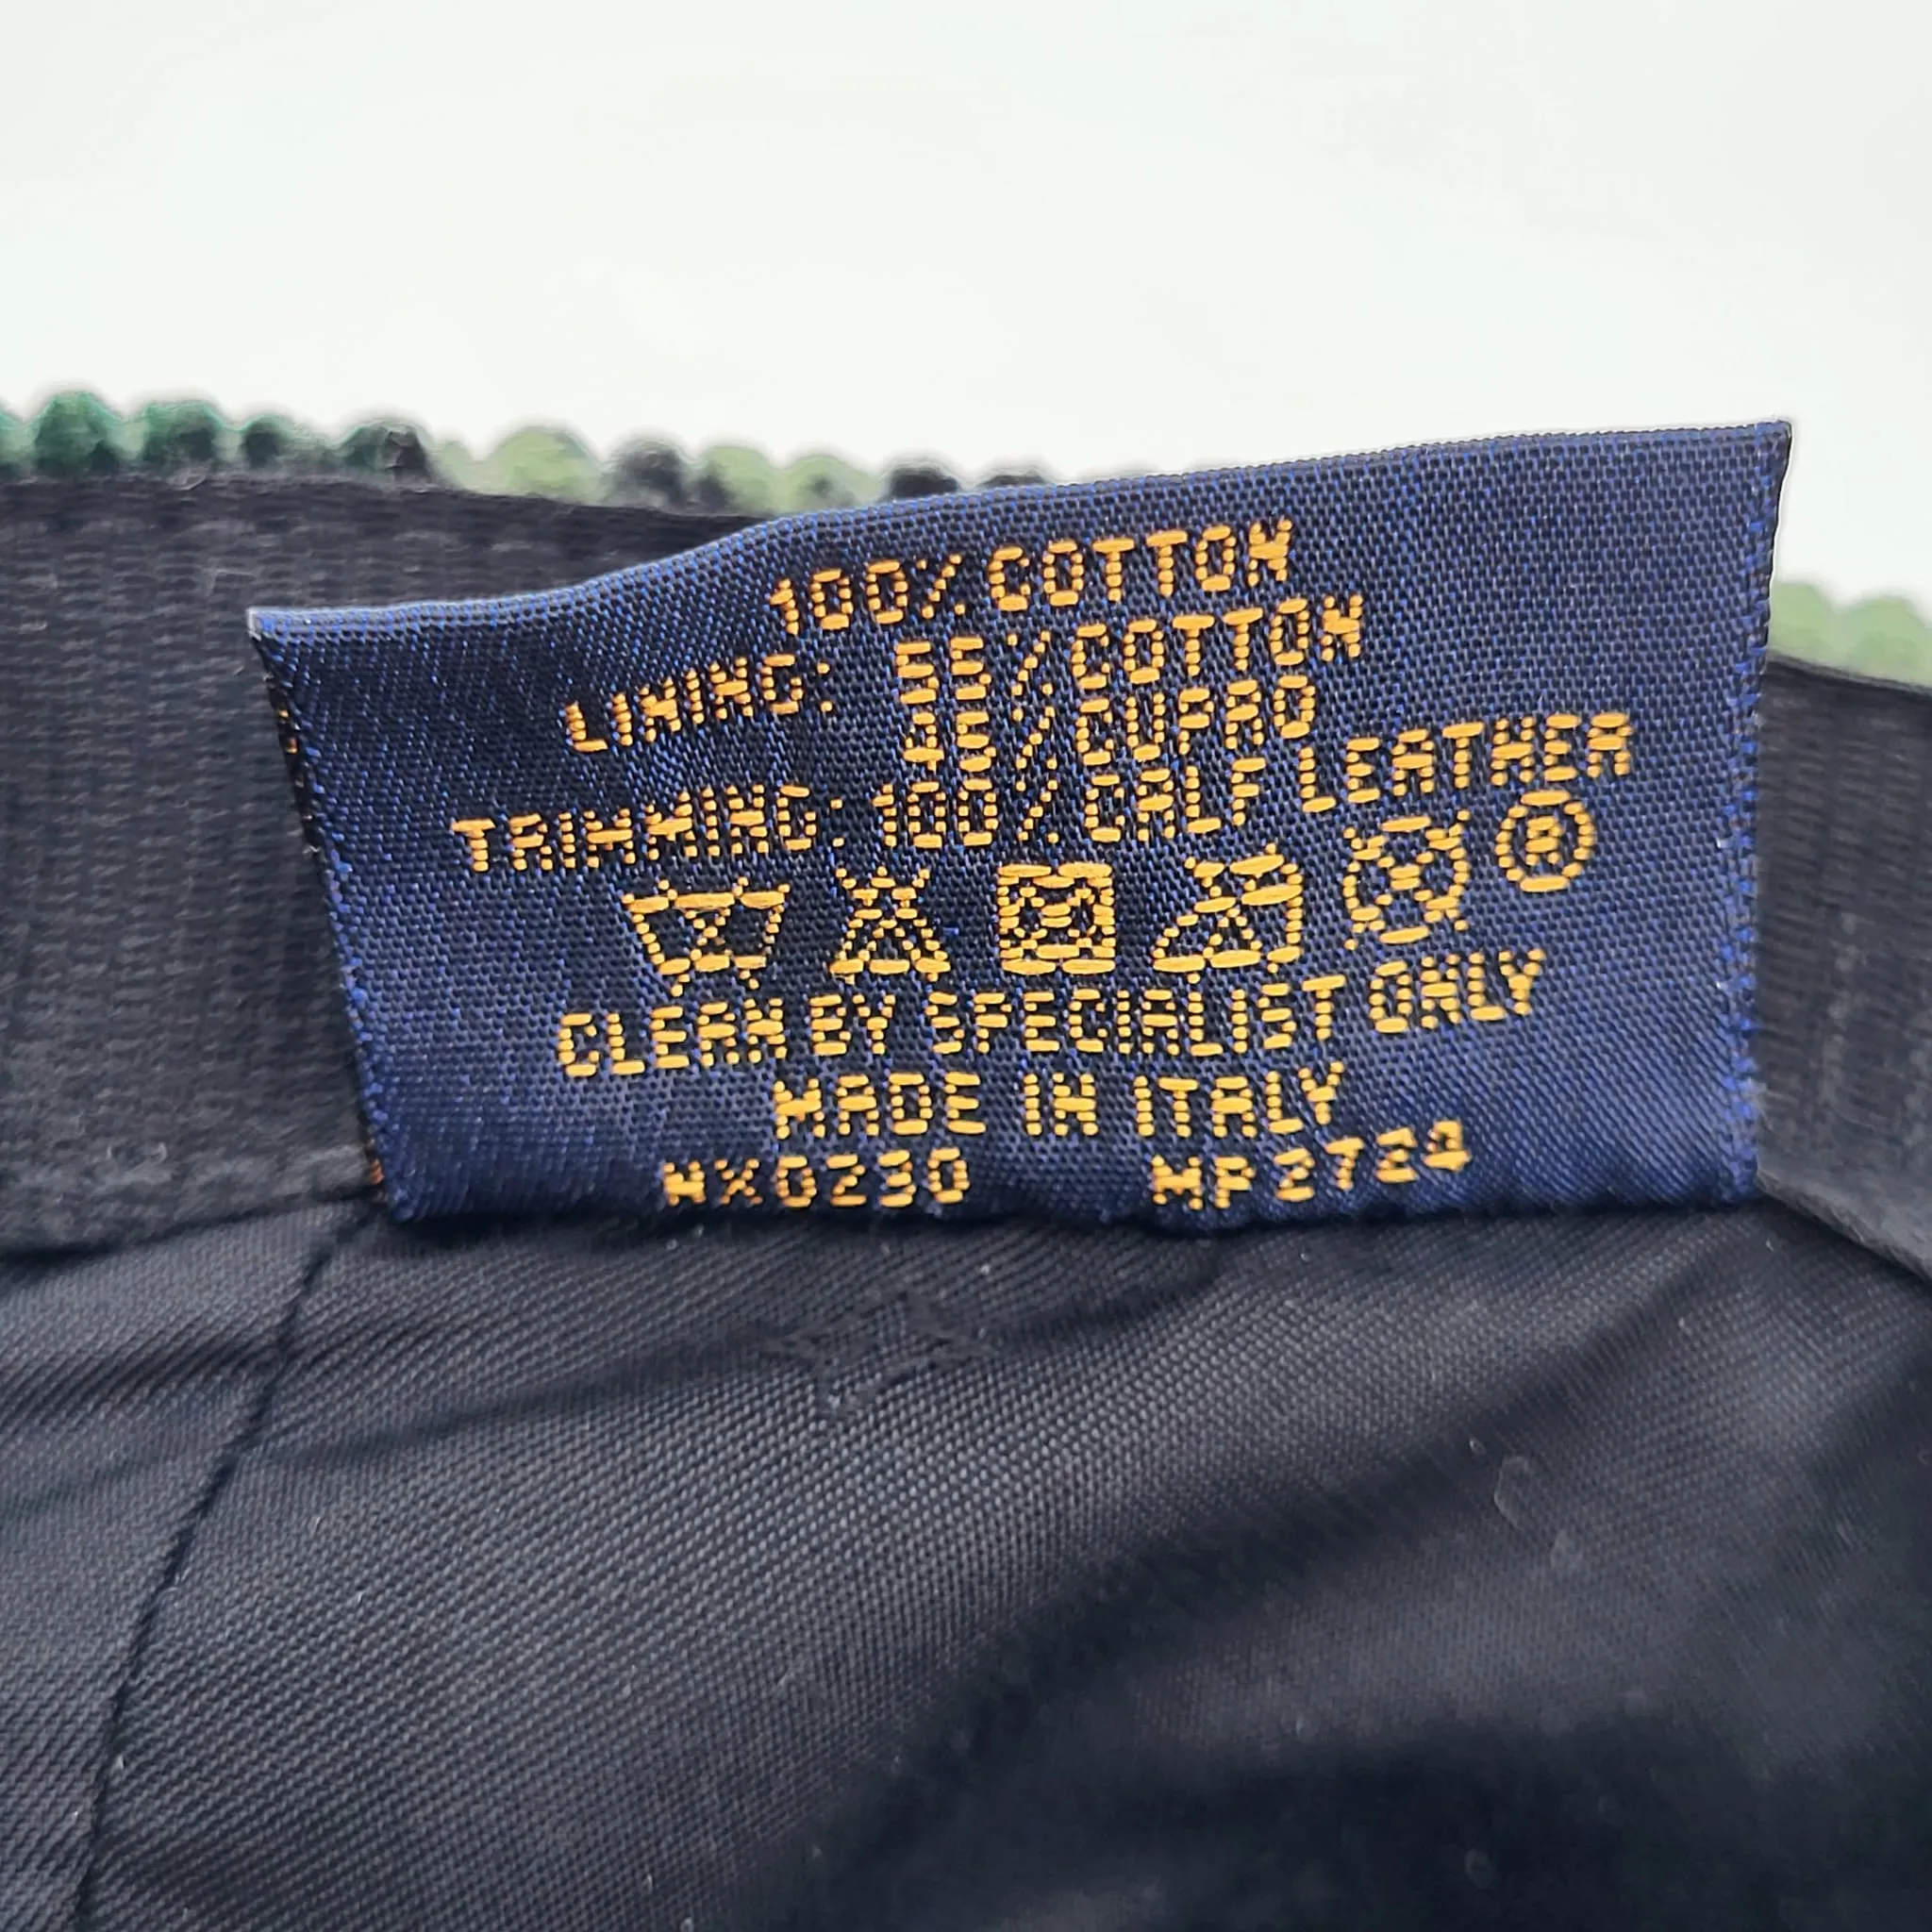 100% COTTON
LINING: 55% COTTON
45% CUPRO
TRIMMING: 100% CALF LEATHER
®
CLEAN BY SPECIALIST ONLY
MADE IN ITALY
NX0230 MP2724